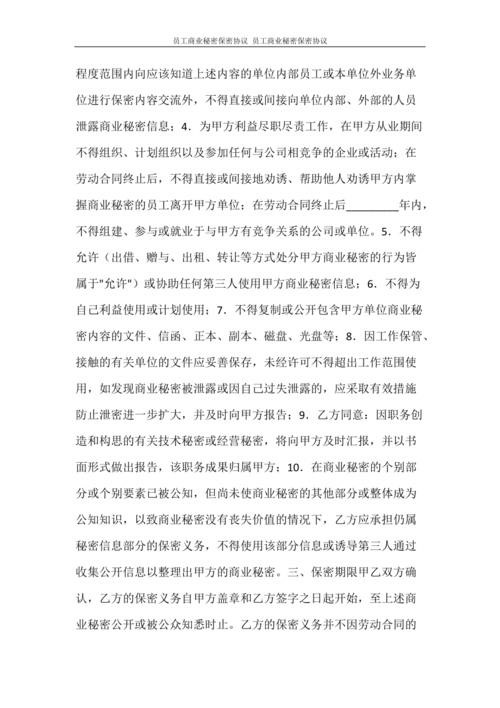 员工商业秘密保密协议 员工商业秘密保密协议
程度范围内向应该知道上述内容的单位内部员工或本单位外业务单
位进行保密内容交流外，不得直接或间接向单位内部、外部的人员
泄露商业秘密信息；4．为甲方利益尽职尽责工作，在甲方从业期间
不得组织、计划组织以及参加任何与公司相竞争的企业或活动；在
劳动合同终止后，不得直接或间接地劝诱、帮助他人劝诱甲方内掌
握商业秘密的员工离开甲方单位；在劳动合同终止后_________年内，
不得组建、参与或就业于与甲方有竞争关系的公司或单位。5．不得
允许（出借、赠与、出租、转让等方式处分甲方商业秘密的行为皆
属于"允许"）或协助任何第三人使用甲方商业秘密信息；6．不得为
自己利益使用或计划使用；7．不得复制或公开包含甲方单位商业秘
密内容的文件、信函、正本、副本、磁盘、光盘等；8．因工作保管、
接触的有关单位的文件应妥善保存，未经许可不得超出工作范围使
用，如发现商业秘密被泄露或因自己过失泄露的，应采取有效措施
防止泄密进一步扩大，并及时向甲方报告；9．乙方同意：因职务创
造和构思的有关技术秘密或经营秘密，将向甲方及时汇报，并以书
面形式做出报告，该职务成果归属甲方；10．在商业秘密的个别部
分或个别要素已被公知，但尚未使商业秘密的其他部分或整体成为
公知知识，以致商业秘密没有丧失价值的情况下，乙方应承担仍属
秘密信息部分的保密义务，不得使用该部分信息或诱导第三人通过
收集公开信息以整理出甲方的商业秘密。三、保密期限甲乙双方确
认，乙方的保密义务自甲方盖章和乙方签字之日起开始，至上述商
业秘密公开或被公众知悉时止。乙方的保密义务并不因劳动合同的